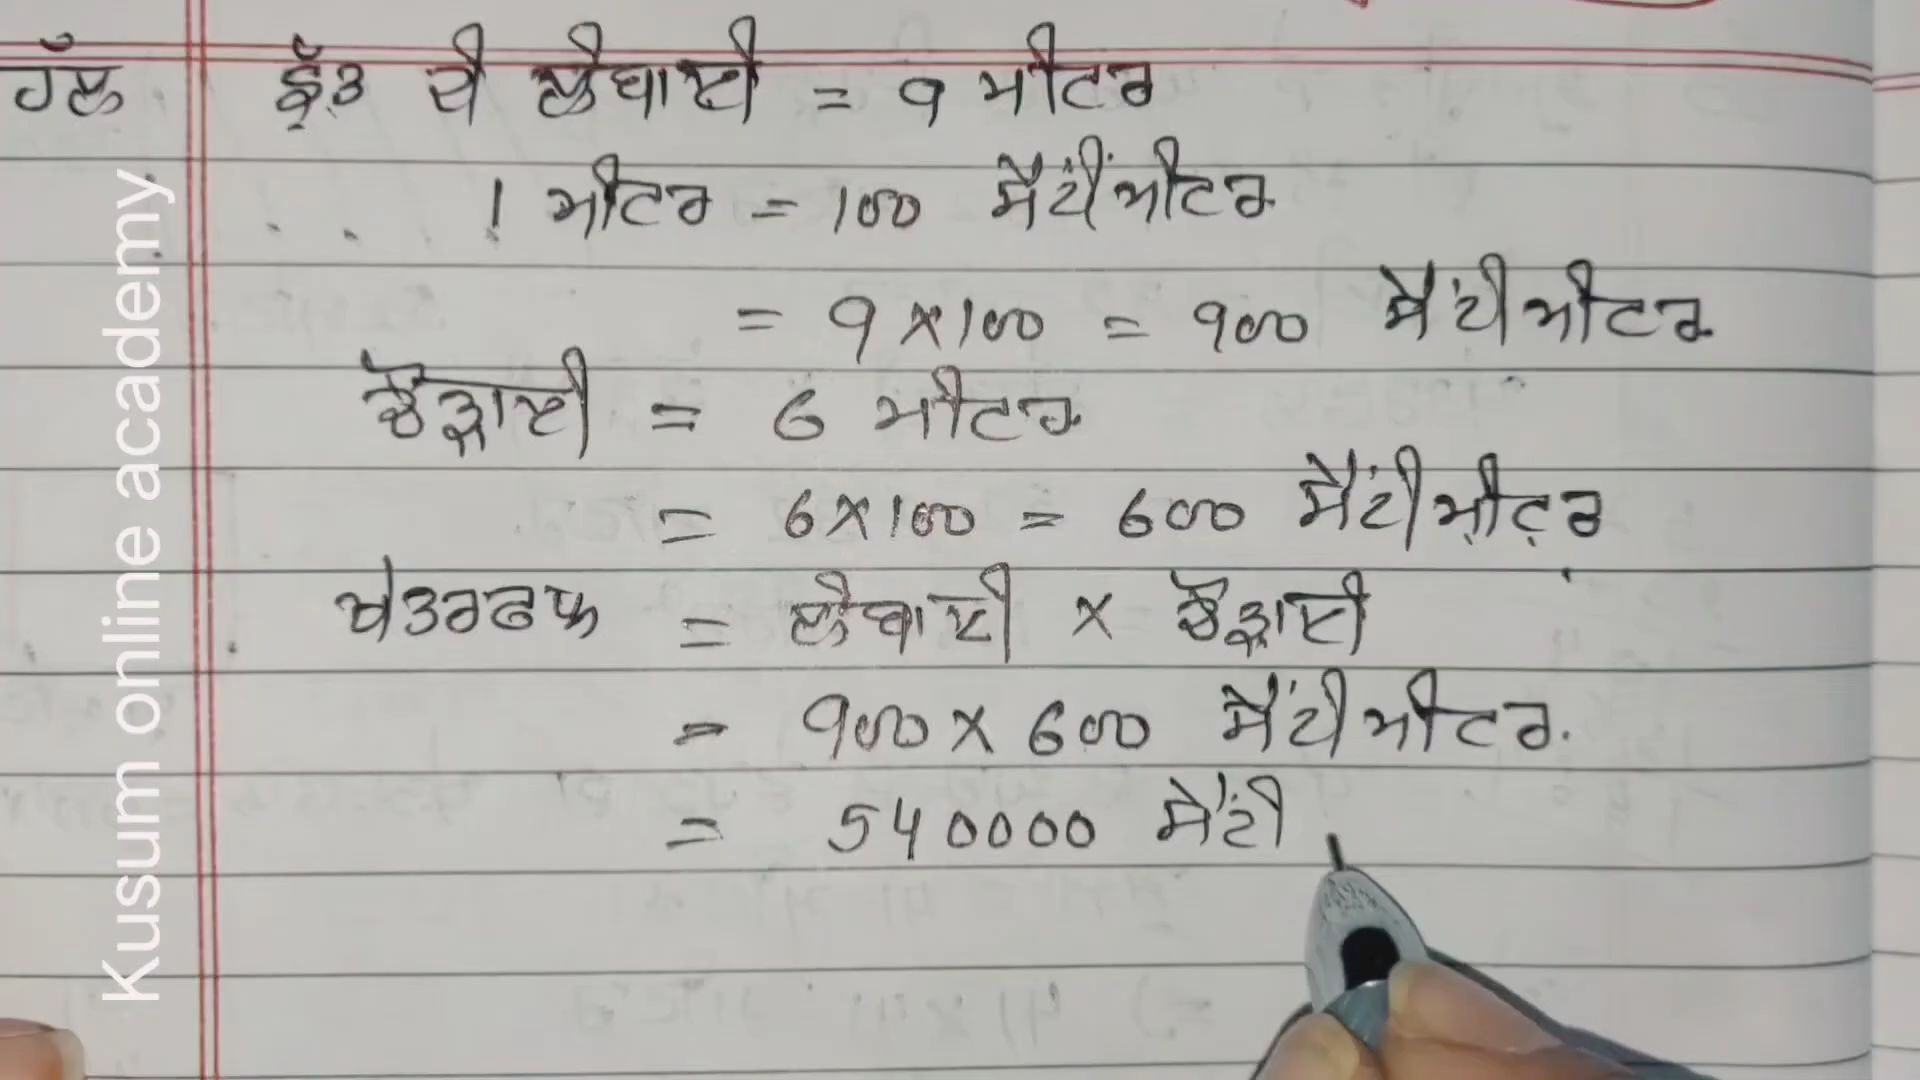 ਹੱਲ ਛੱਤ ਦੀ ਲੰਬਾਈ = 9 ਮੀਟਰ
1 ਮੀਟਰ = 100 ਸੈਂਟੀਮੀਟਰ
= 9 × 100 = 900 ਸੈਂਟੀਮੀਟਰ
ਚੌੜਾਈ = 6 ਮੀਟਰ
= 6 × 100 = 600 ਸੈਂਟੀਮੀਟਰ
ਖੇਤਰਫਲ = ਲੰਬਾਈ × ਚੌੜਾਈ
= 900 × 600 ਸੈਂਟੀਮੀਟਰ.
= 540000 ਸੈਂਟੀ
Kusum online academy